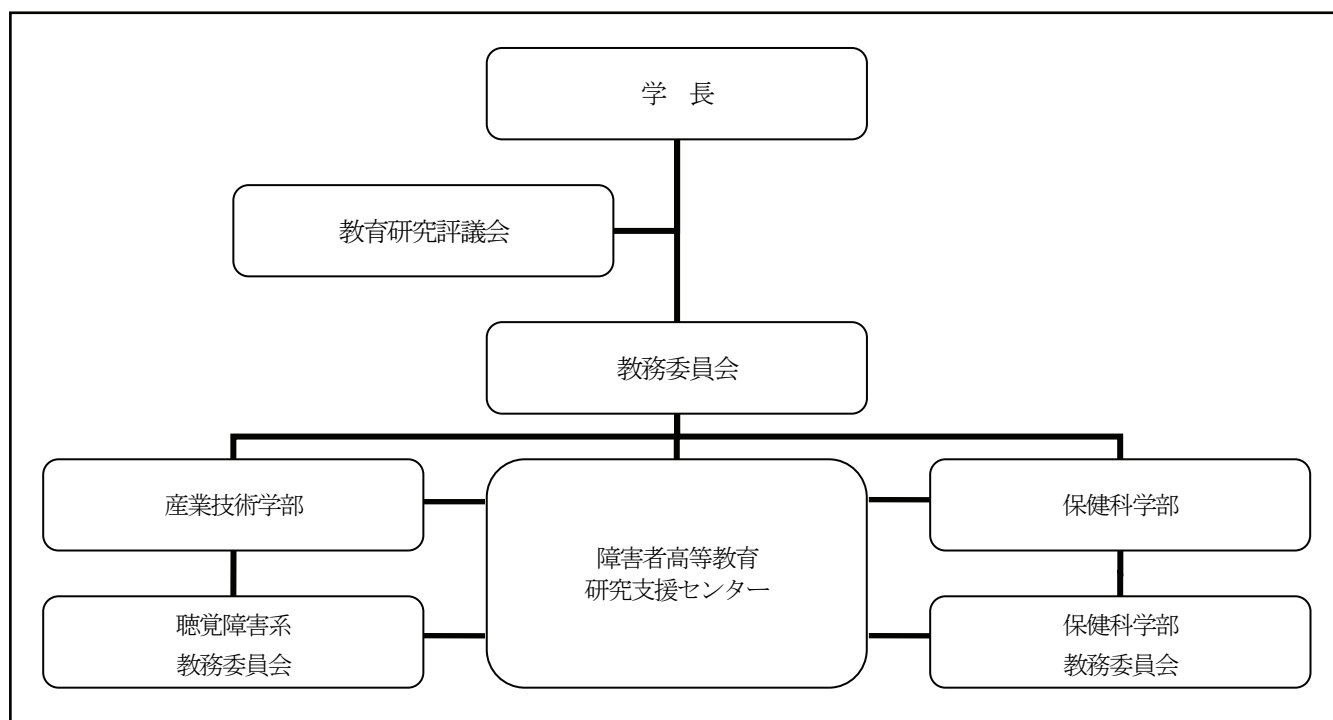 学　長
教育研究評議会
教務委員会
産業技術学部
障害者高等教育
研究支援センター
保健科学部
聴覚障害系
教務委員会
保健科学部
教務委員会